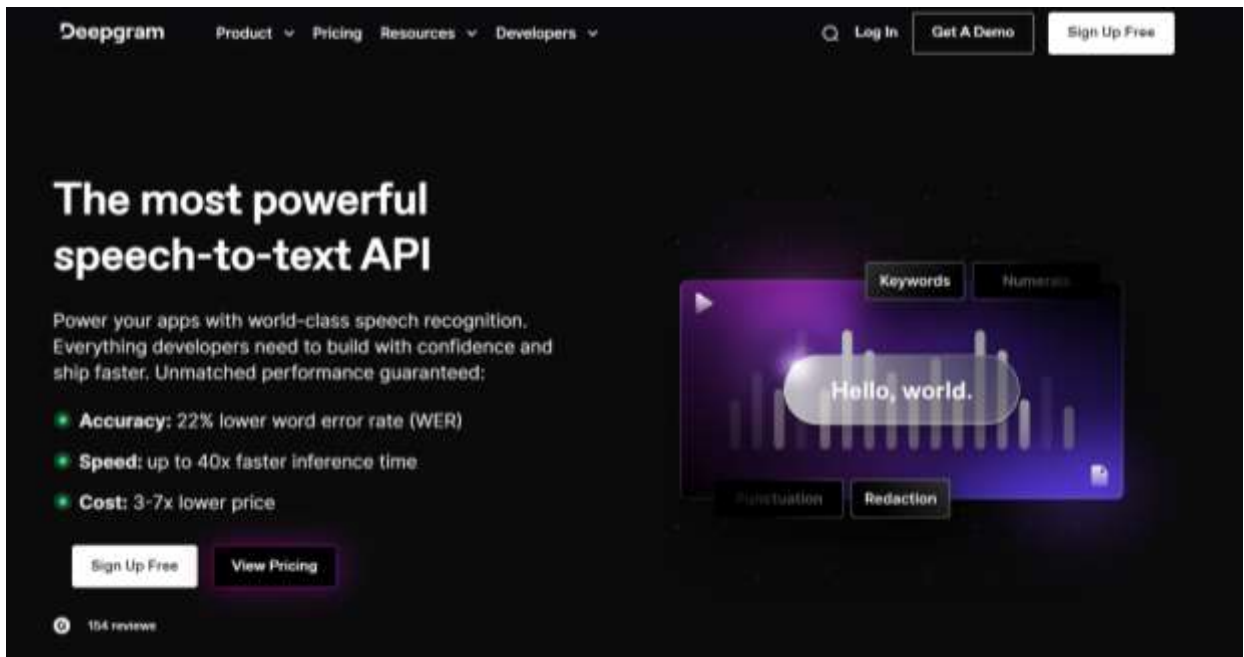 Deepgram
Product Pricing Resources Developers Log In Get A Demo Sign Up Free
The most powerful
speech-to-text API
Power your apps with world-class speech recognition.
Everything developers need to build with confidence and
ship faster. Unmatched performance guaranteed:
Accuracy: 22% lower word error rate (WER)
Speed: up to 40x faster inference time
Cost: 3-7x lower price
Sign Up Free View Pricing
154 reviews
Keywords Numerals
Hello, world.
Punctuation Redaction